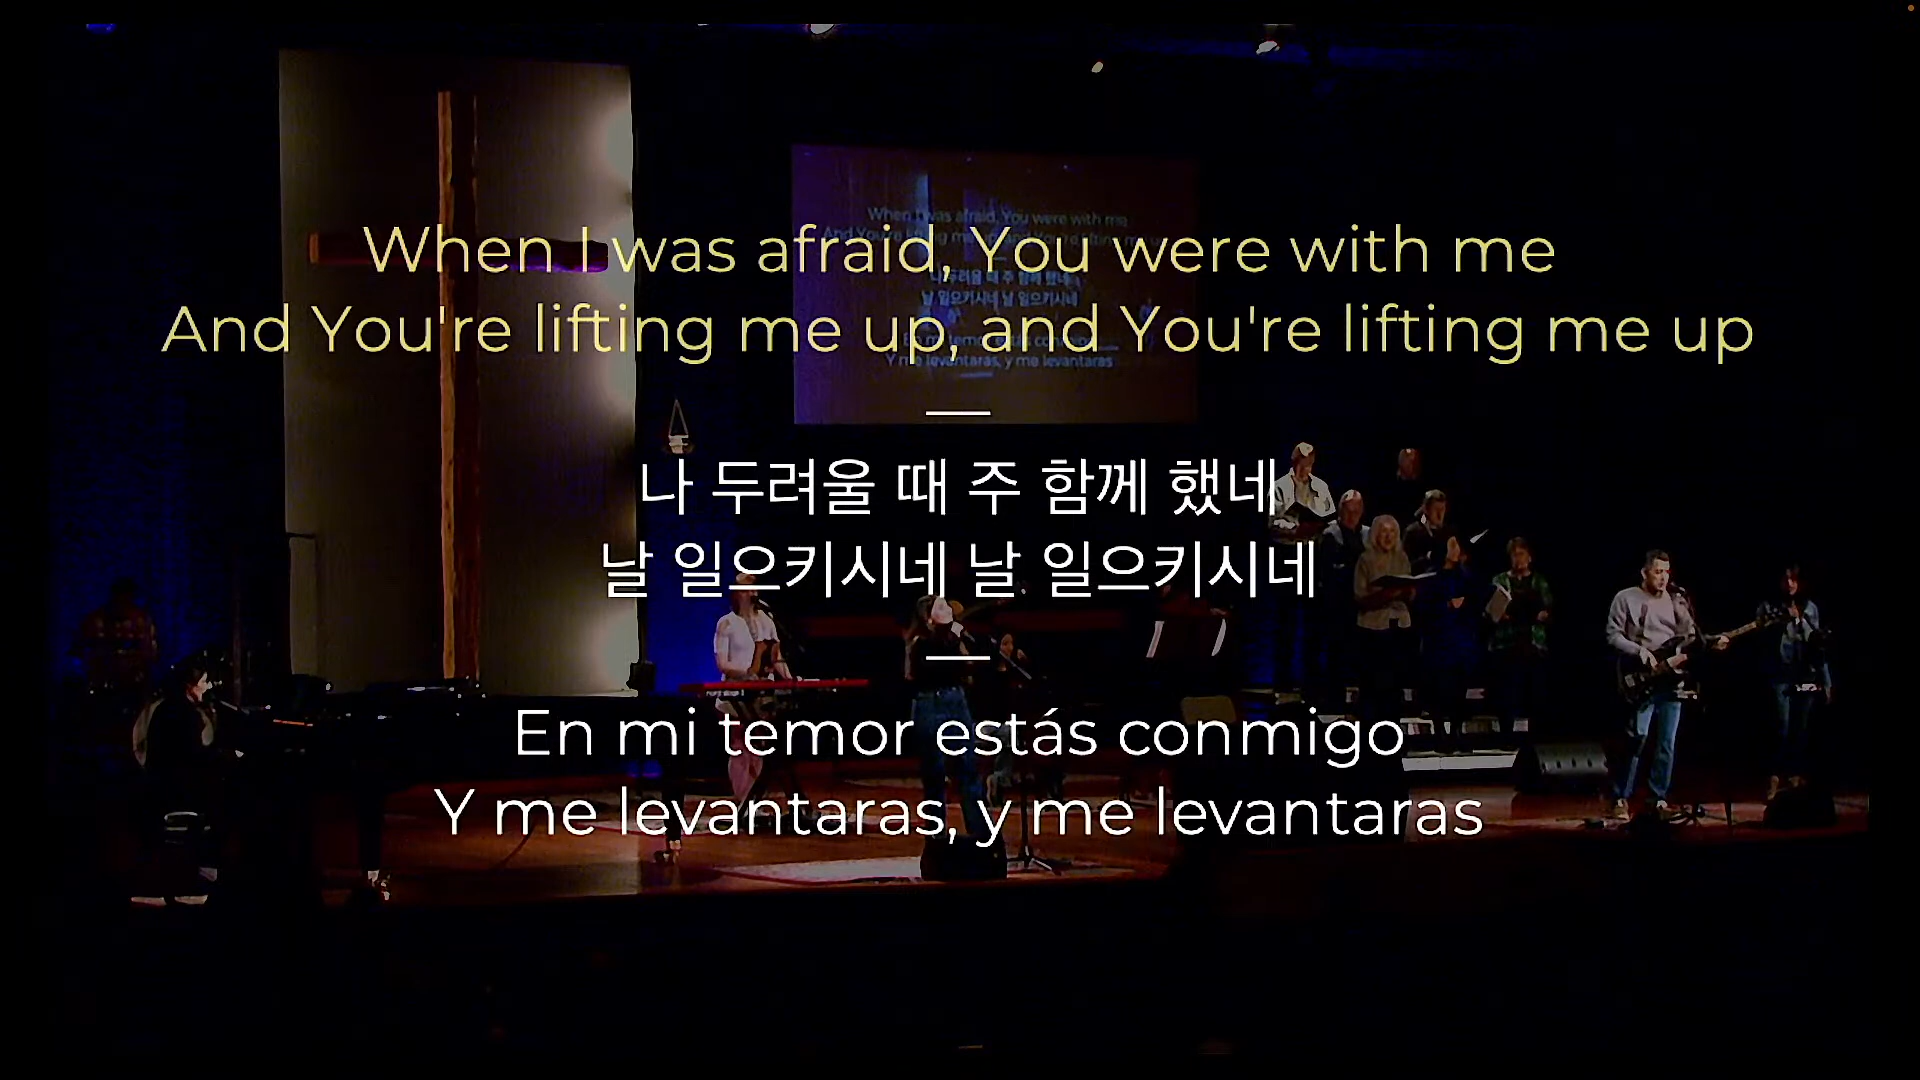 When I was afraid, You were with me
And You're lifting me up, and You're lifting me up
나 두려울 때 주 함께 했네
날 일으키시네 날 일으키시네
En mi temor estás conmigo
Y me levantaras, y me levantaras